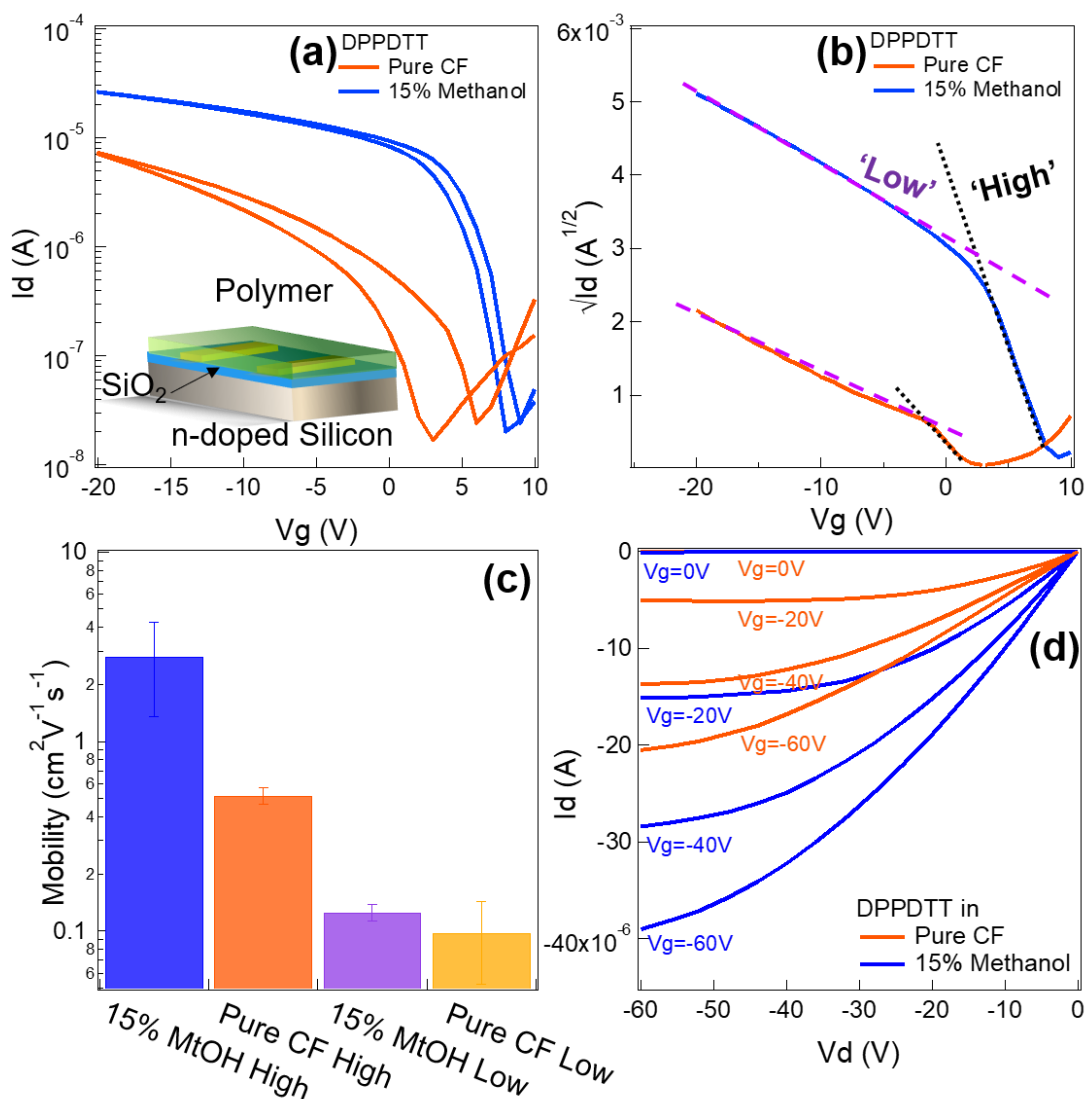 (a)
DPPDTT
Pure CF
15% Methanol
10⁻⁴
10⁻⁵
10⁻⁶
10⁻⁷
10⁻⁸
Id (A)
Polymer
SiO₂
n-doped Silicon
-20 -15 -10 -5 0 5 10
Vg (V)
(b)
DPPDTT
Pure CF
15% Methanol
6x10⁻³
5
4
3
2
1
√Id (A^1/2)
'Low'
'High'
-20 -10 0 10
Vg (V)
(c)
10
8
6
4
2
1
8
6
4
2
0.1
8
6
Mobility (cm²V⁻¹s⁻¹)
15% MtOH High
Pure CF High
15% MtOH Low
Pure CF Low
(d)
0
-10
-20
-30
-40x10⁻⁶
Id (A)
Vg=0V
Vg=0V
Vg=-20V
Vg=-40V
Vg=-20V
Vg=-60V
Vg=-40V
Vg=-60V
DPPDTT in
Pure CF
15% Methanol
-60 -50 -40 -30 -20 -10 0
Vd (V)